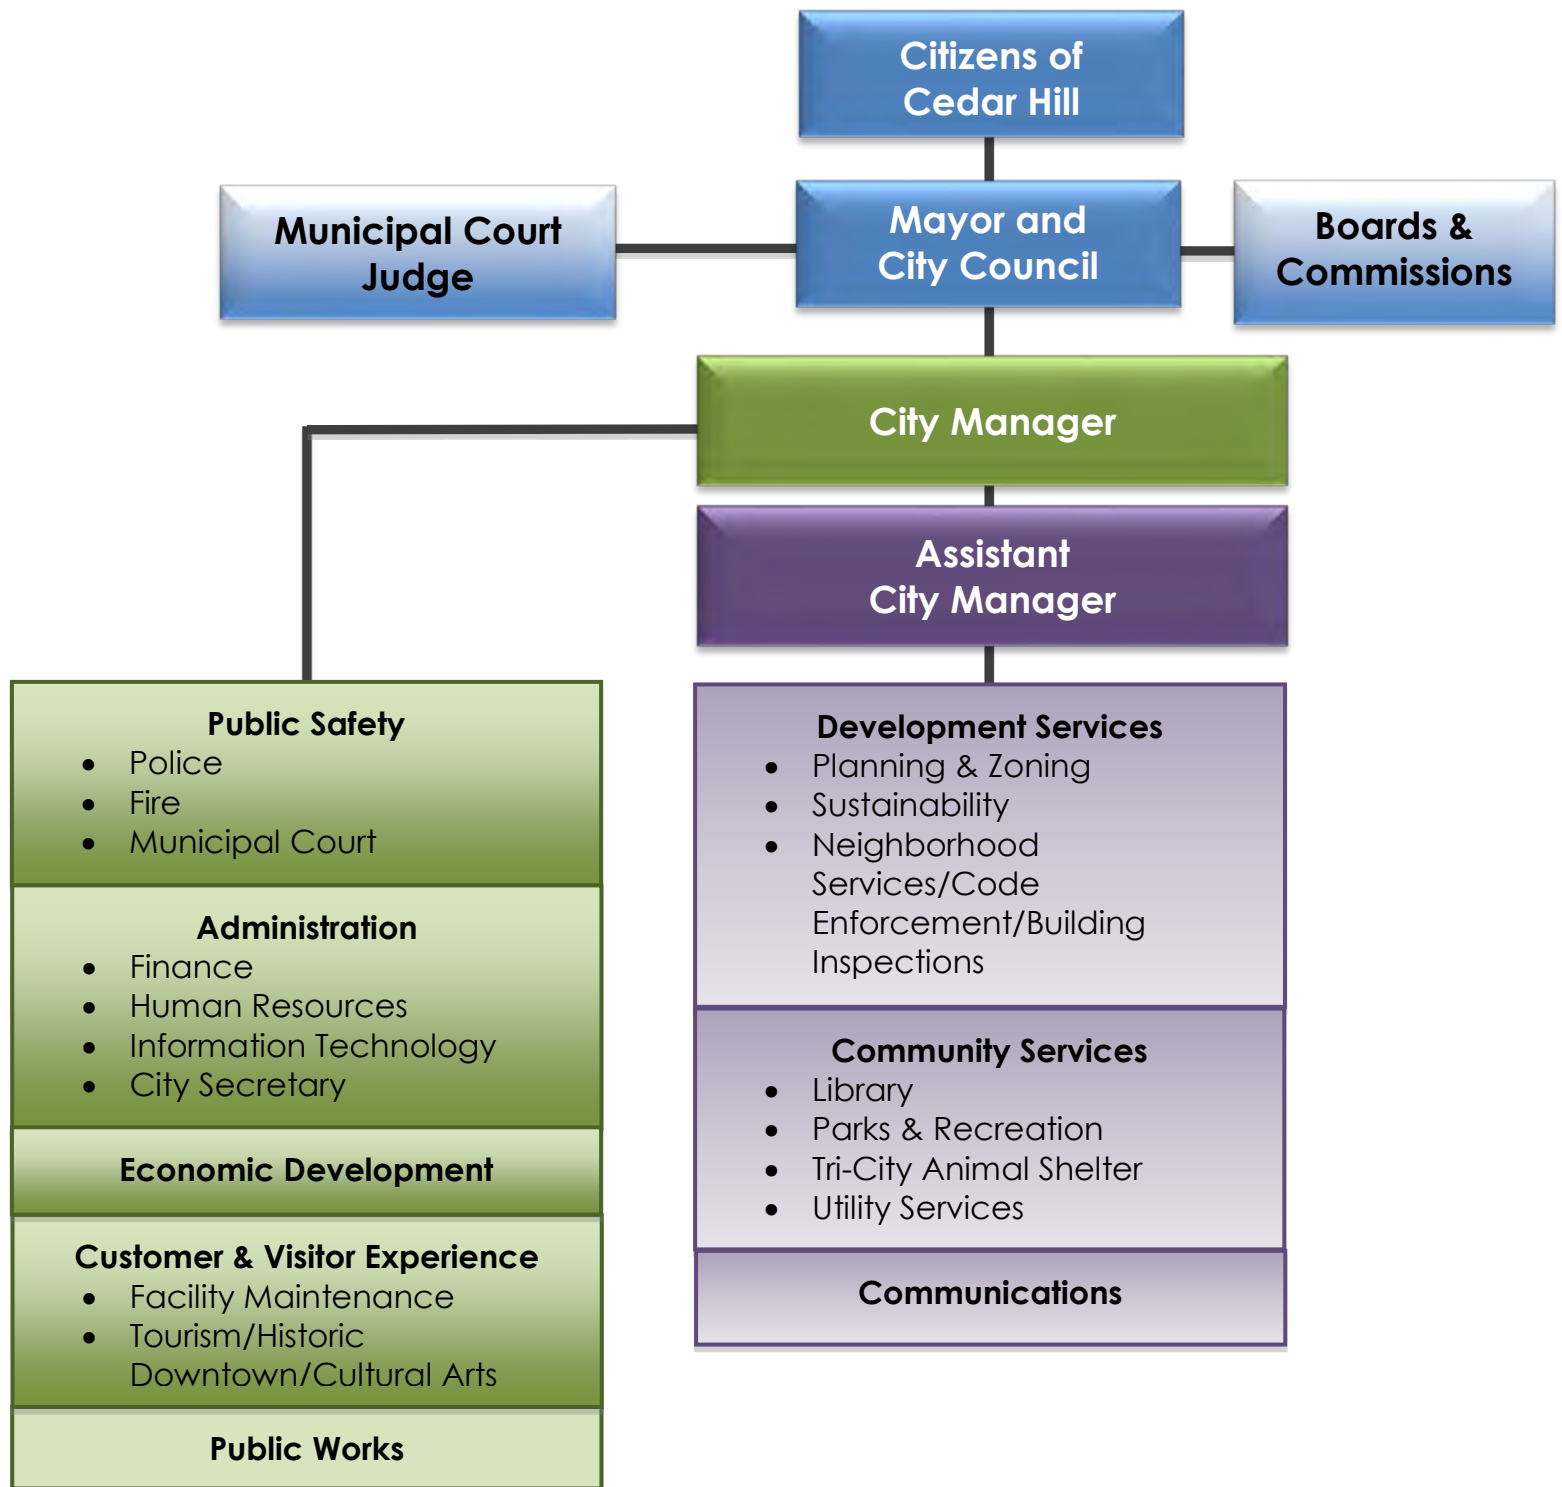 Citizens of
Cedar Hill
Municipal Court
Judge
Mayor and
City Council
Boards &
Commissions
City Manager
Assistant
City Manager
Public Safety
• Police
• Fire
• Municipal Court
Administration
• Finance
• Human Resources
• Information Technology
• City Secretary
Economic Development
Customer & Visitor Experience
• Facility Maintenance
• Tourism/Historic
Downtown/Cultural Arts
Public Works
Development Services
• Planning & Zoning
• Sustainability
• Neighborhood
Services/Code
Enforcement/Building
Inspections
Community Services
• Library
• Parks & Recreation
• Tri-City Animal Shelter
• Utility Services
Communications